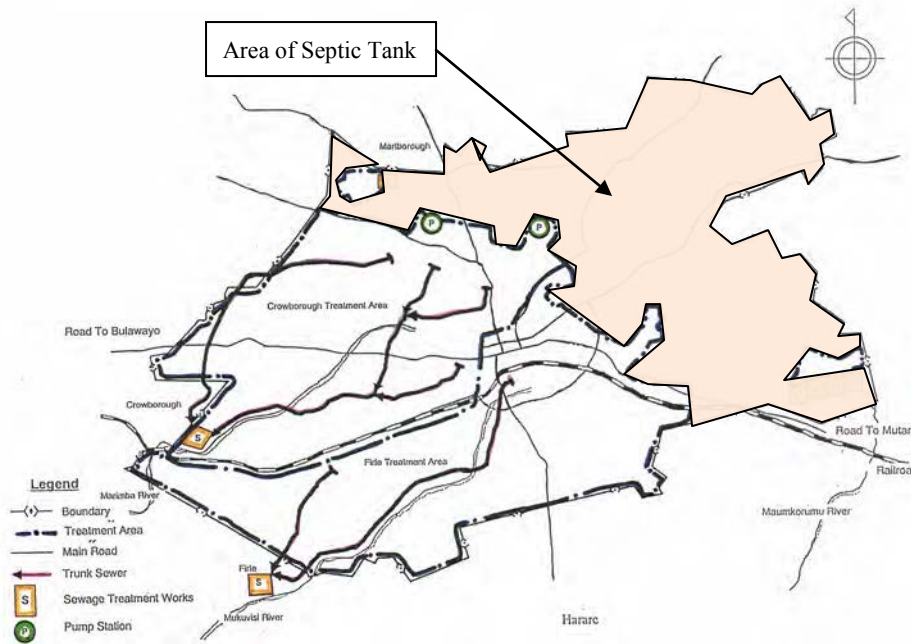 Area of Septic Tank
Marlborough
P
P
Crowborough Treatment Area
Road To Bulawayo
Crowborough
S
Road To Mutar
Firle Treatment Area
Railroa
Legend
Marimba River
Boundary
Maumkorumu River
Treatment Area
Main Road
Firle
Trunk Sewer
S
S
Sewage Treatment Works
Mukuvisi River
Harare
P
Pump Station